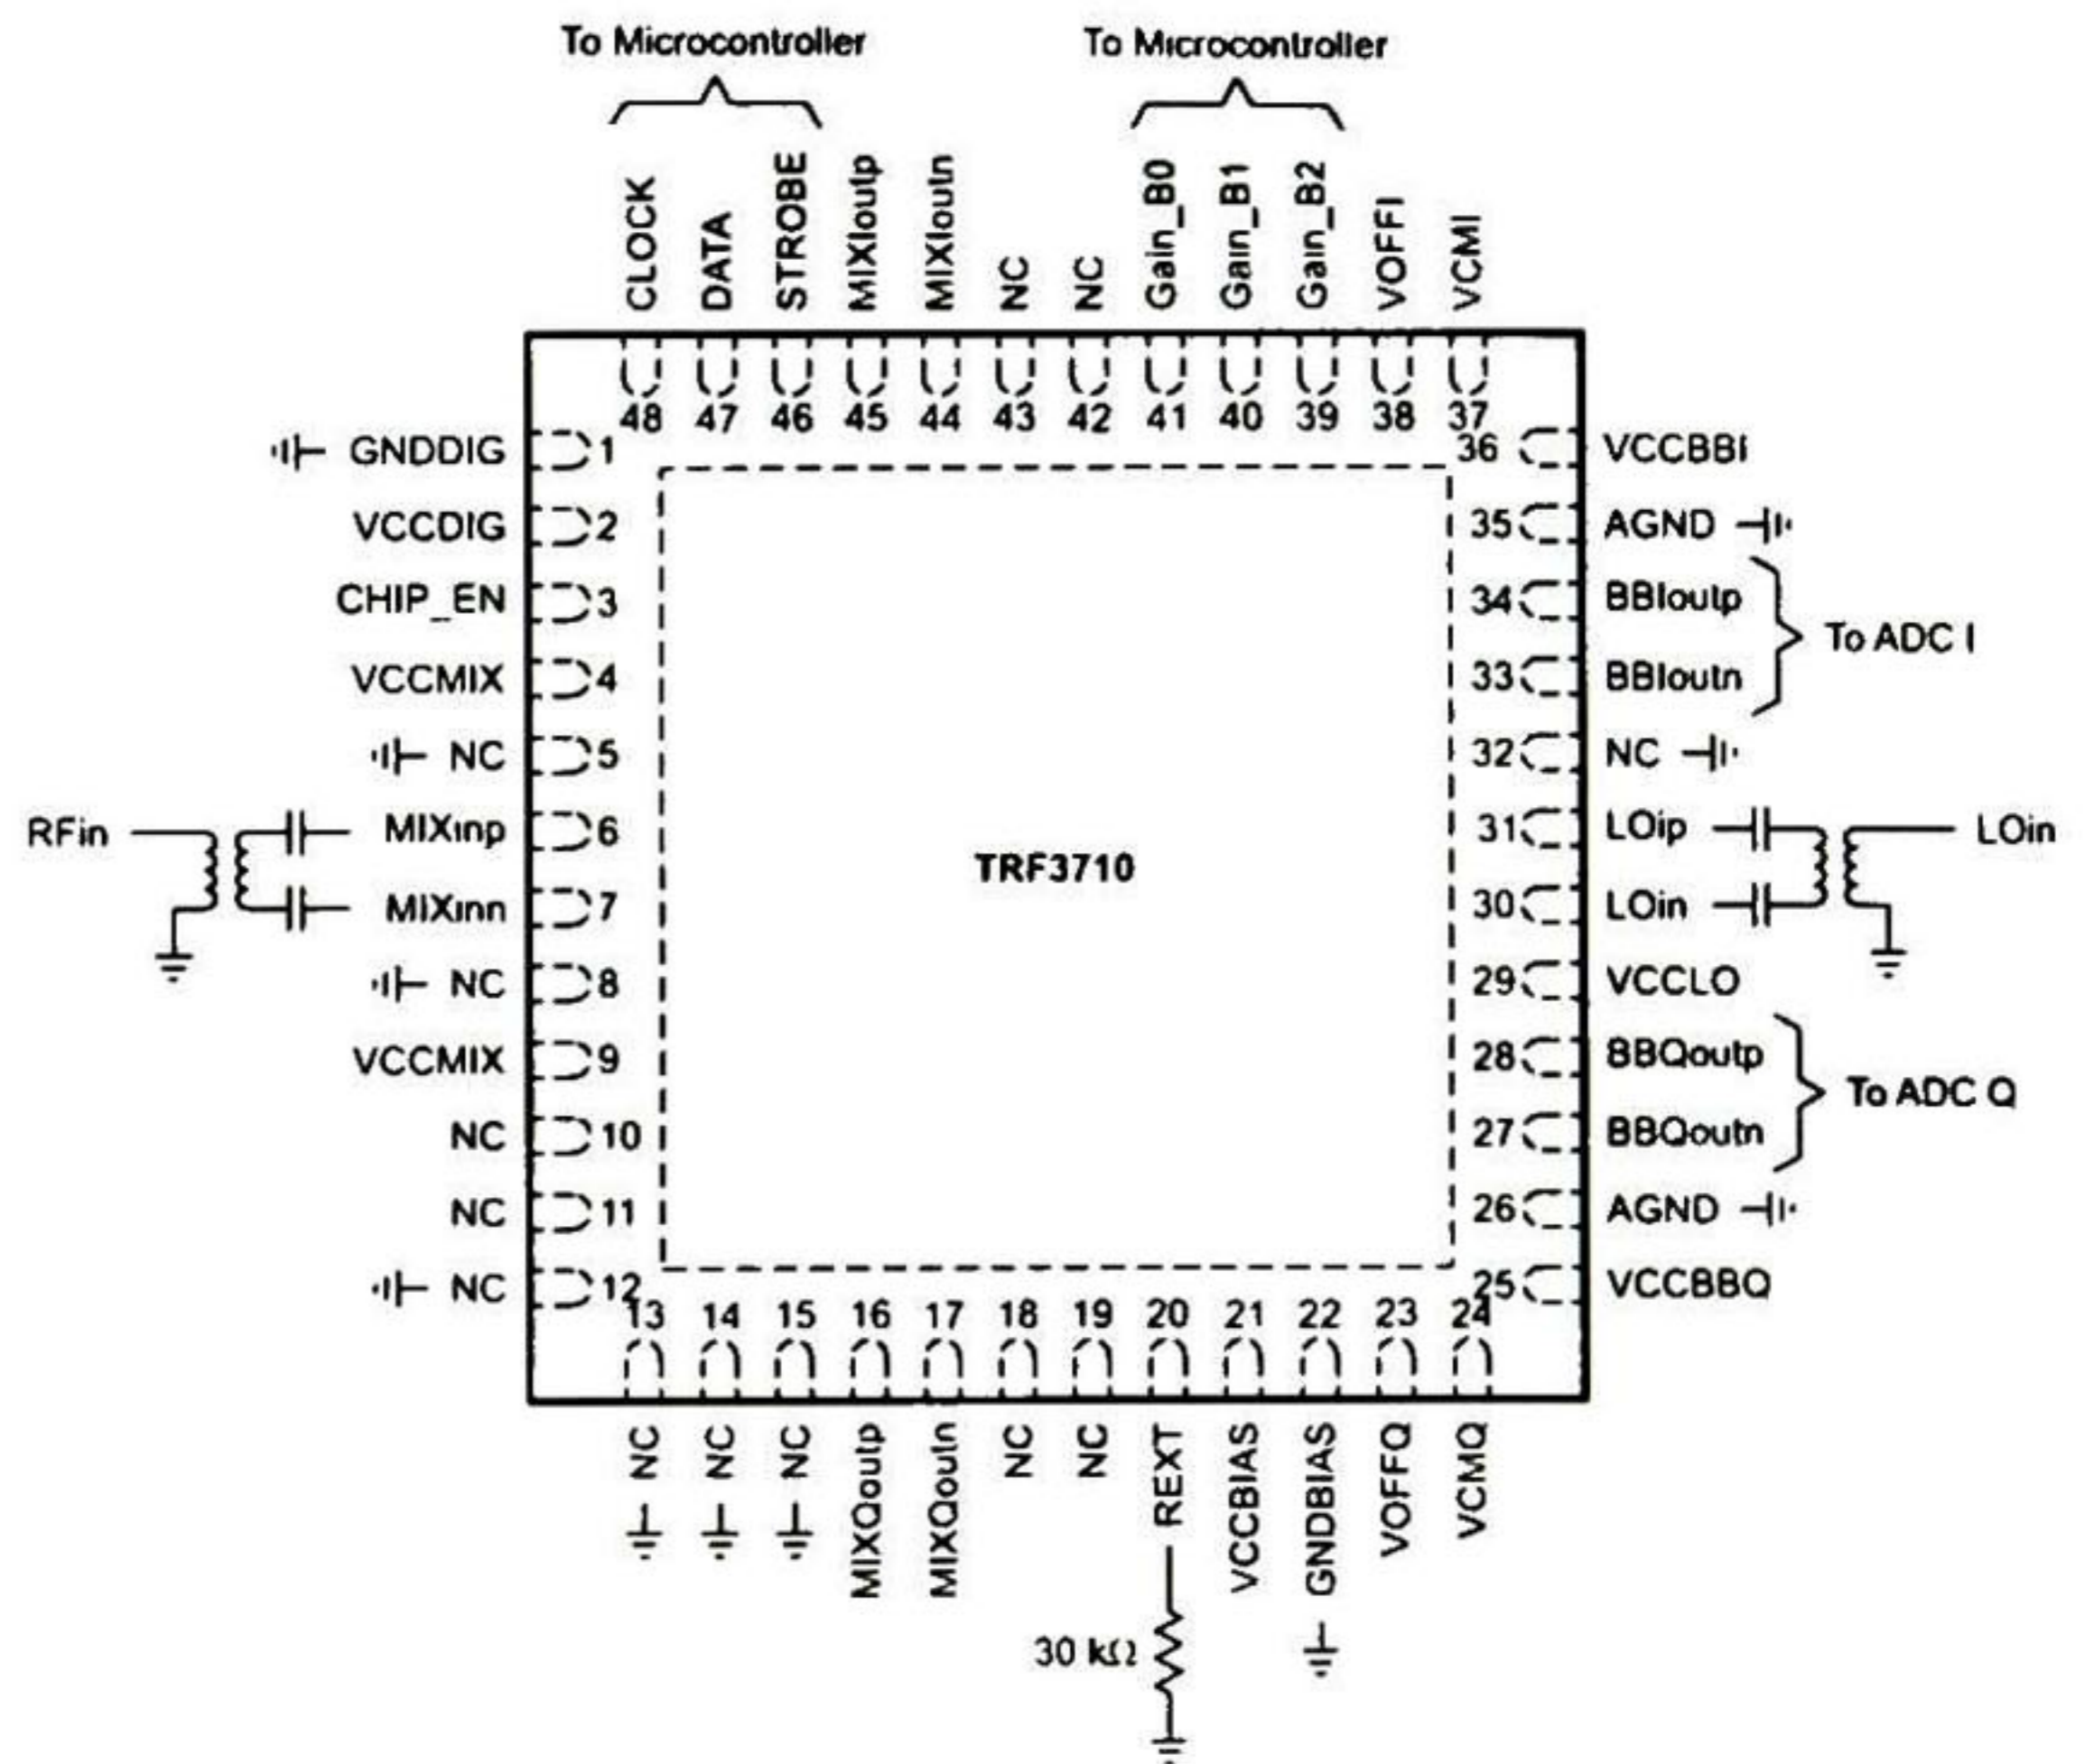 To Microcontroller
To Microcontroller
CLOCK
DATA
STROBE
MIXIoutp
MIXIoutn
NC
NC
Gain_B0
Gain_B1
Gain_B2
VOFFI
VCMI
48 47 46 45 44 43 42 41 40 39 38 37
GNDDIG 1
VCCDIG 2
CHIP_EN 3
VCCMIX 4
NC 5
RFin
MIXinp 6
MIXinn 7
NC 8
VCCMIX 9
NC 10
NC 11
NC 12
TRF3710
36 VCCBBI
35 AGND
34 BBIoutp
33 BBIoutn
To ADC I
32 NC
31 LOip
30 LOin
LOin
29 VCCLO
28 BBQoutp
27 BBQoutn
To ADC Q
26 AGND
25 VCCBBQ
13 14 15 16 17 18 19 20 21 22 23 24
NC
NC
NC
MIXQoutp
MIXQoutn
NC
NC
REXT
VCCBIAS
GNDBIAS
VOFFQ
VCMQ
30 kΩ